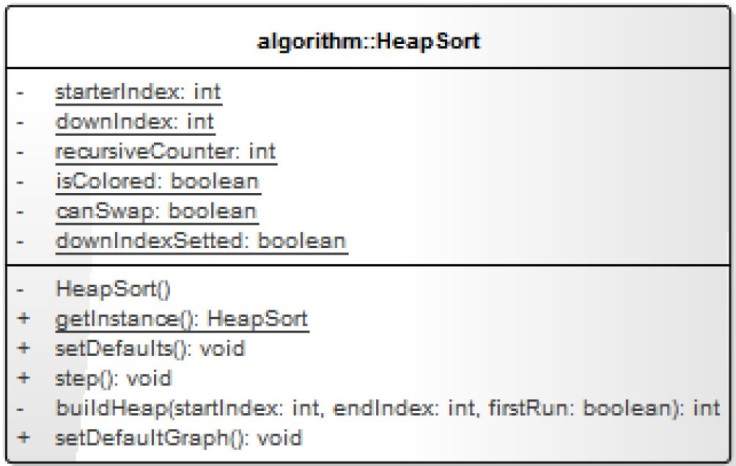 algorithm::HeapSort
- starterIndex: int
- downIndex: int
- recursiveCounter: int
- isColored: boolean
- canSwap: boolean
- downIndexSetted: boolean
- HeapSort()
+ getInstance(): HeapSort
+ setDefaults(): void
+ step(): void
- buildHeap(startIndex: int, endIndex: int, firstRun: boolean): int
+ setDefaultGraph(): void